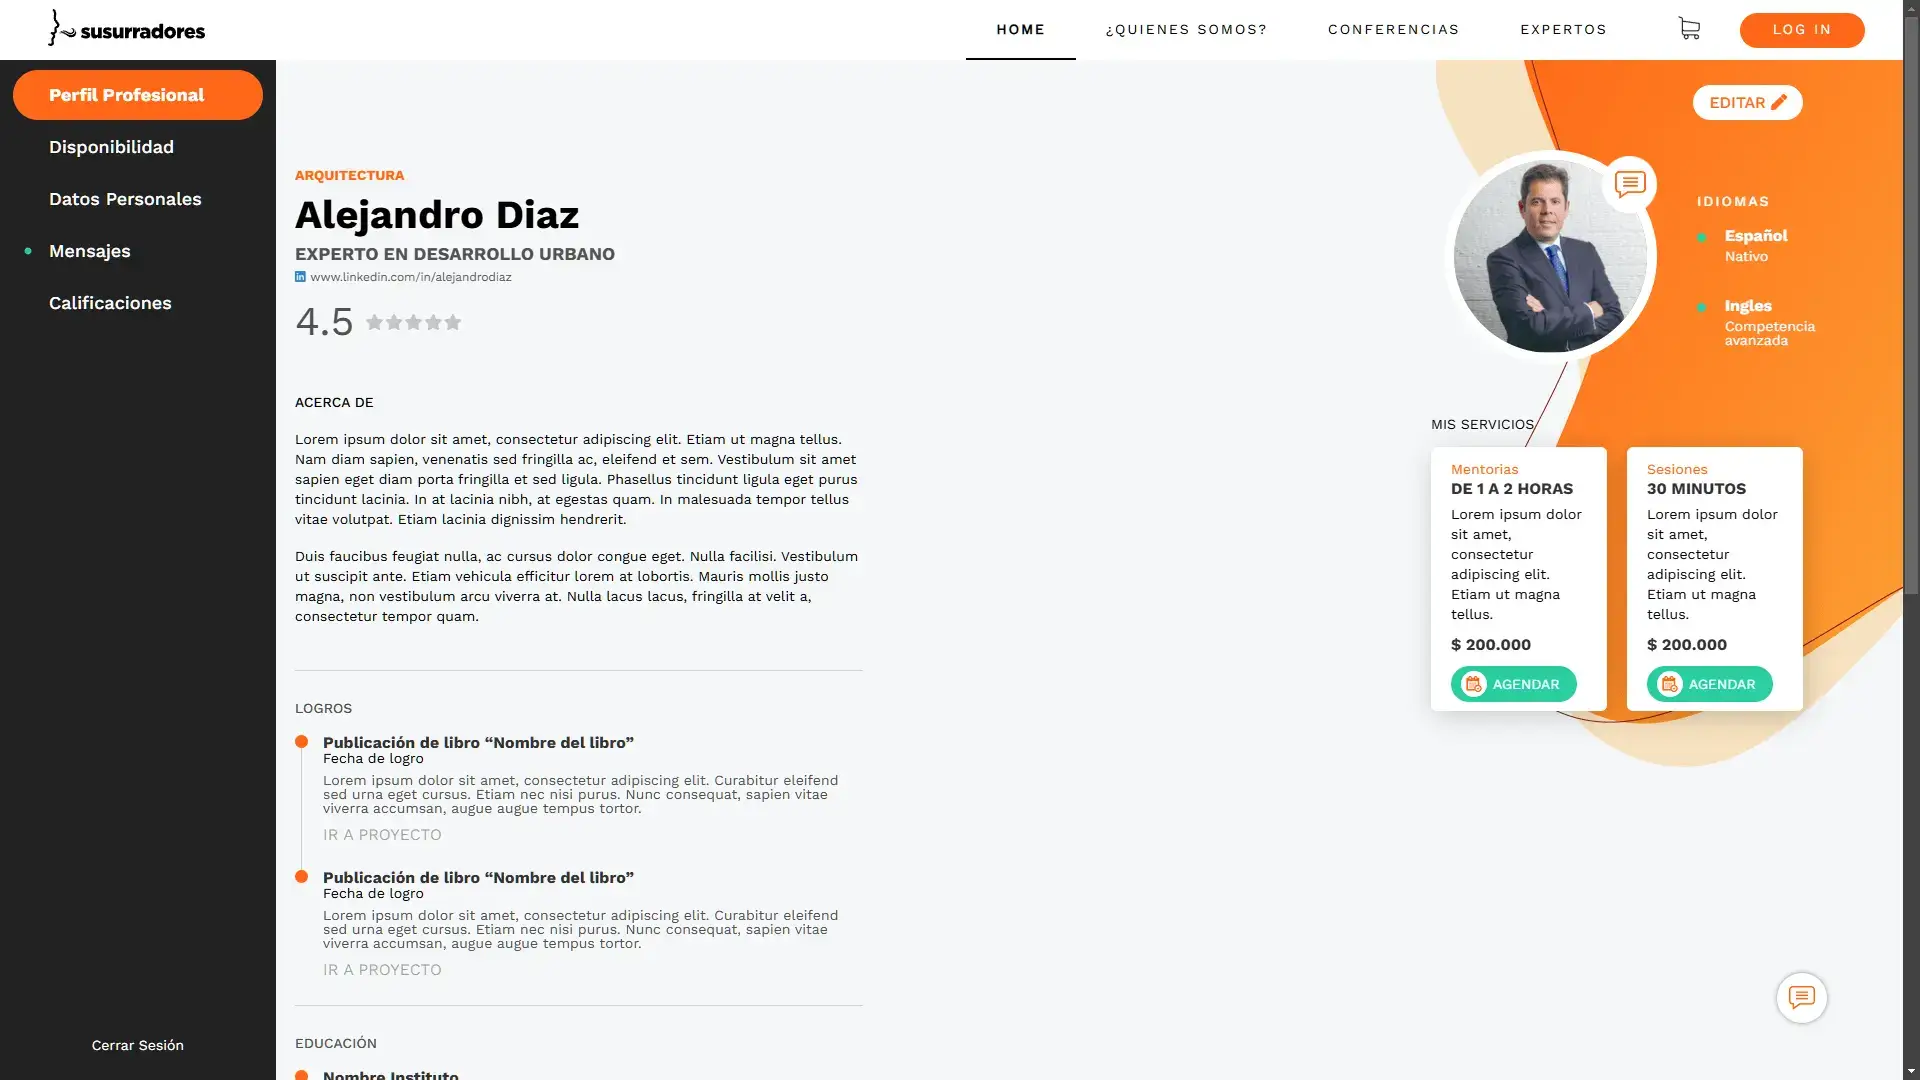 susurradores
HOME
¿QUIENES SOMOS?
CONFERENCIAS
EXPERTOS
LOG IN
Perfil Profesional
Disponibilidad
Datos Personales
Mensajes
Calificaciones
Cerrar Sesión
ARQUITECTURA
Alejandro Diaz
EXPERTO EN DESARROLLO URBANO
in www.linkedin.com/in/alejandrodiaz
4.5
ACERCA DE
Lorem ipsum dolor sit amet, consectetur adipiscing elit. Etiam ut magna tellus.
Nam diam sapien, venenatis sed fringilla ac, eleifend et sem. Vestibulum sit amet
sapien eget diam porta fringilla et sed ligula. Phasellus tincidunt ligula eget purus
tincidunt lacinia. In at lacinia nibh, at egestas quam. In malesuada tempor tellus
vitae volutpat. Etiam lacinia dignissim hendrerit.
Duis faucibus feugiat nulla, ac cursus dolor congue eget. Nulla facilisi. Vestibulum
ut suscipit ante. Etiam vehicula efficitur lorem at lobortis. Mauris mollis justo
magna, non vestibulum arcu viverra at. Nulla lacus lacus, fringilla at velit a,
consectetur tempor quam.
LOGROS
Publicación de libro “Nombre del libro”
Fecha de logro
Lorem ipsum dolor sit amet, consectetur adipiscing elit. Curabitur eleifend
sed urna eget cursus. Etiam nec nisi purus. Nunc consequat, sapien vitae
viverra accumsan, augue augue tempus tortor.
IR A PROYECTO
Publicación de libro “Nombre del libro”
Fecha de logro
Lorem ipsum dolor sit amet, consectetur adipiscing elit. Curabitur eleifend
sed urna eget cursus. Etiam nec nisi purus. Nunc consequat, sapien vitae
viverra accumsan, augue augue tempus tortor.
IR A PROYECTO
EDUCACIÓN
Nombre Instituto
EDITAR
IDIOMAS
Español
Nativo
Ingles
Competencia
avanzada
MIS SERVICIOS
Mentorias
DE 1 A 2 HORAS
Lorem ipsum dolor
sit amet,
consectetur
adipiscing elit.
Etiam ut magna
tellus.
$ 200.000
AGENDAR
Sesiones
30 MINUTOS
Lorem ipsum dolor
sit amet,
consectetur
adipiscing elit.
Etiam ut magna
tellus.
$ 200.000
AGENDAR